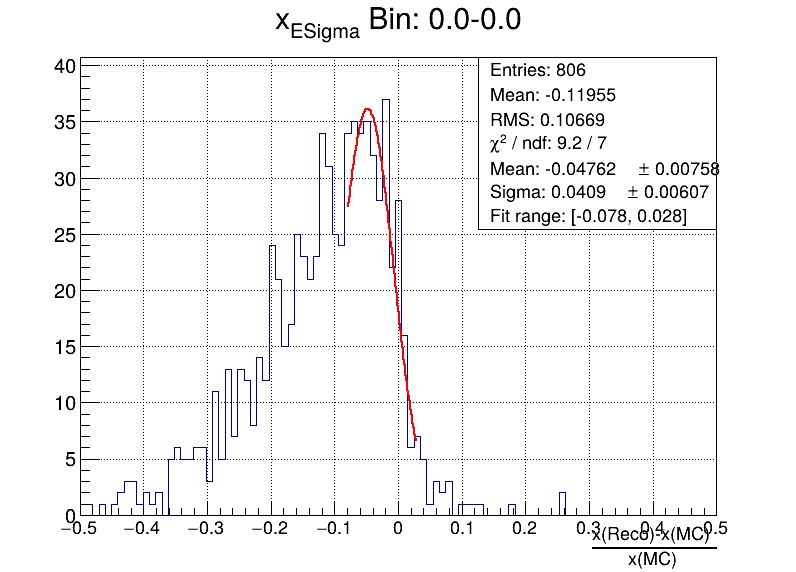 x_ESigma Bin: 0.0-0.0
Entries: 806
Mean: -0.11955
RMS: 0.10669
χ² / ndf: 9.2 / 7
Mean: -0.04762 ± 0.00758
Sigma: 0.0409 ± 0.00607
Fit range: [-0.078, 0.028]
40
35
30
25
20
15
10
5
0
−0.5 −0.4 −0.3 −0.2 −0.1 0 0.1 0.2 0.3 0.4 0.5
x(Reco)-x(MC)
x(MC)